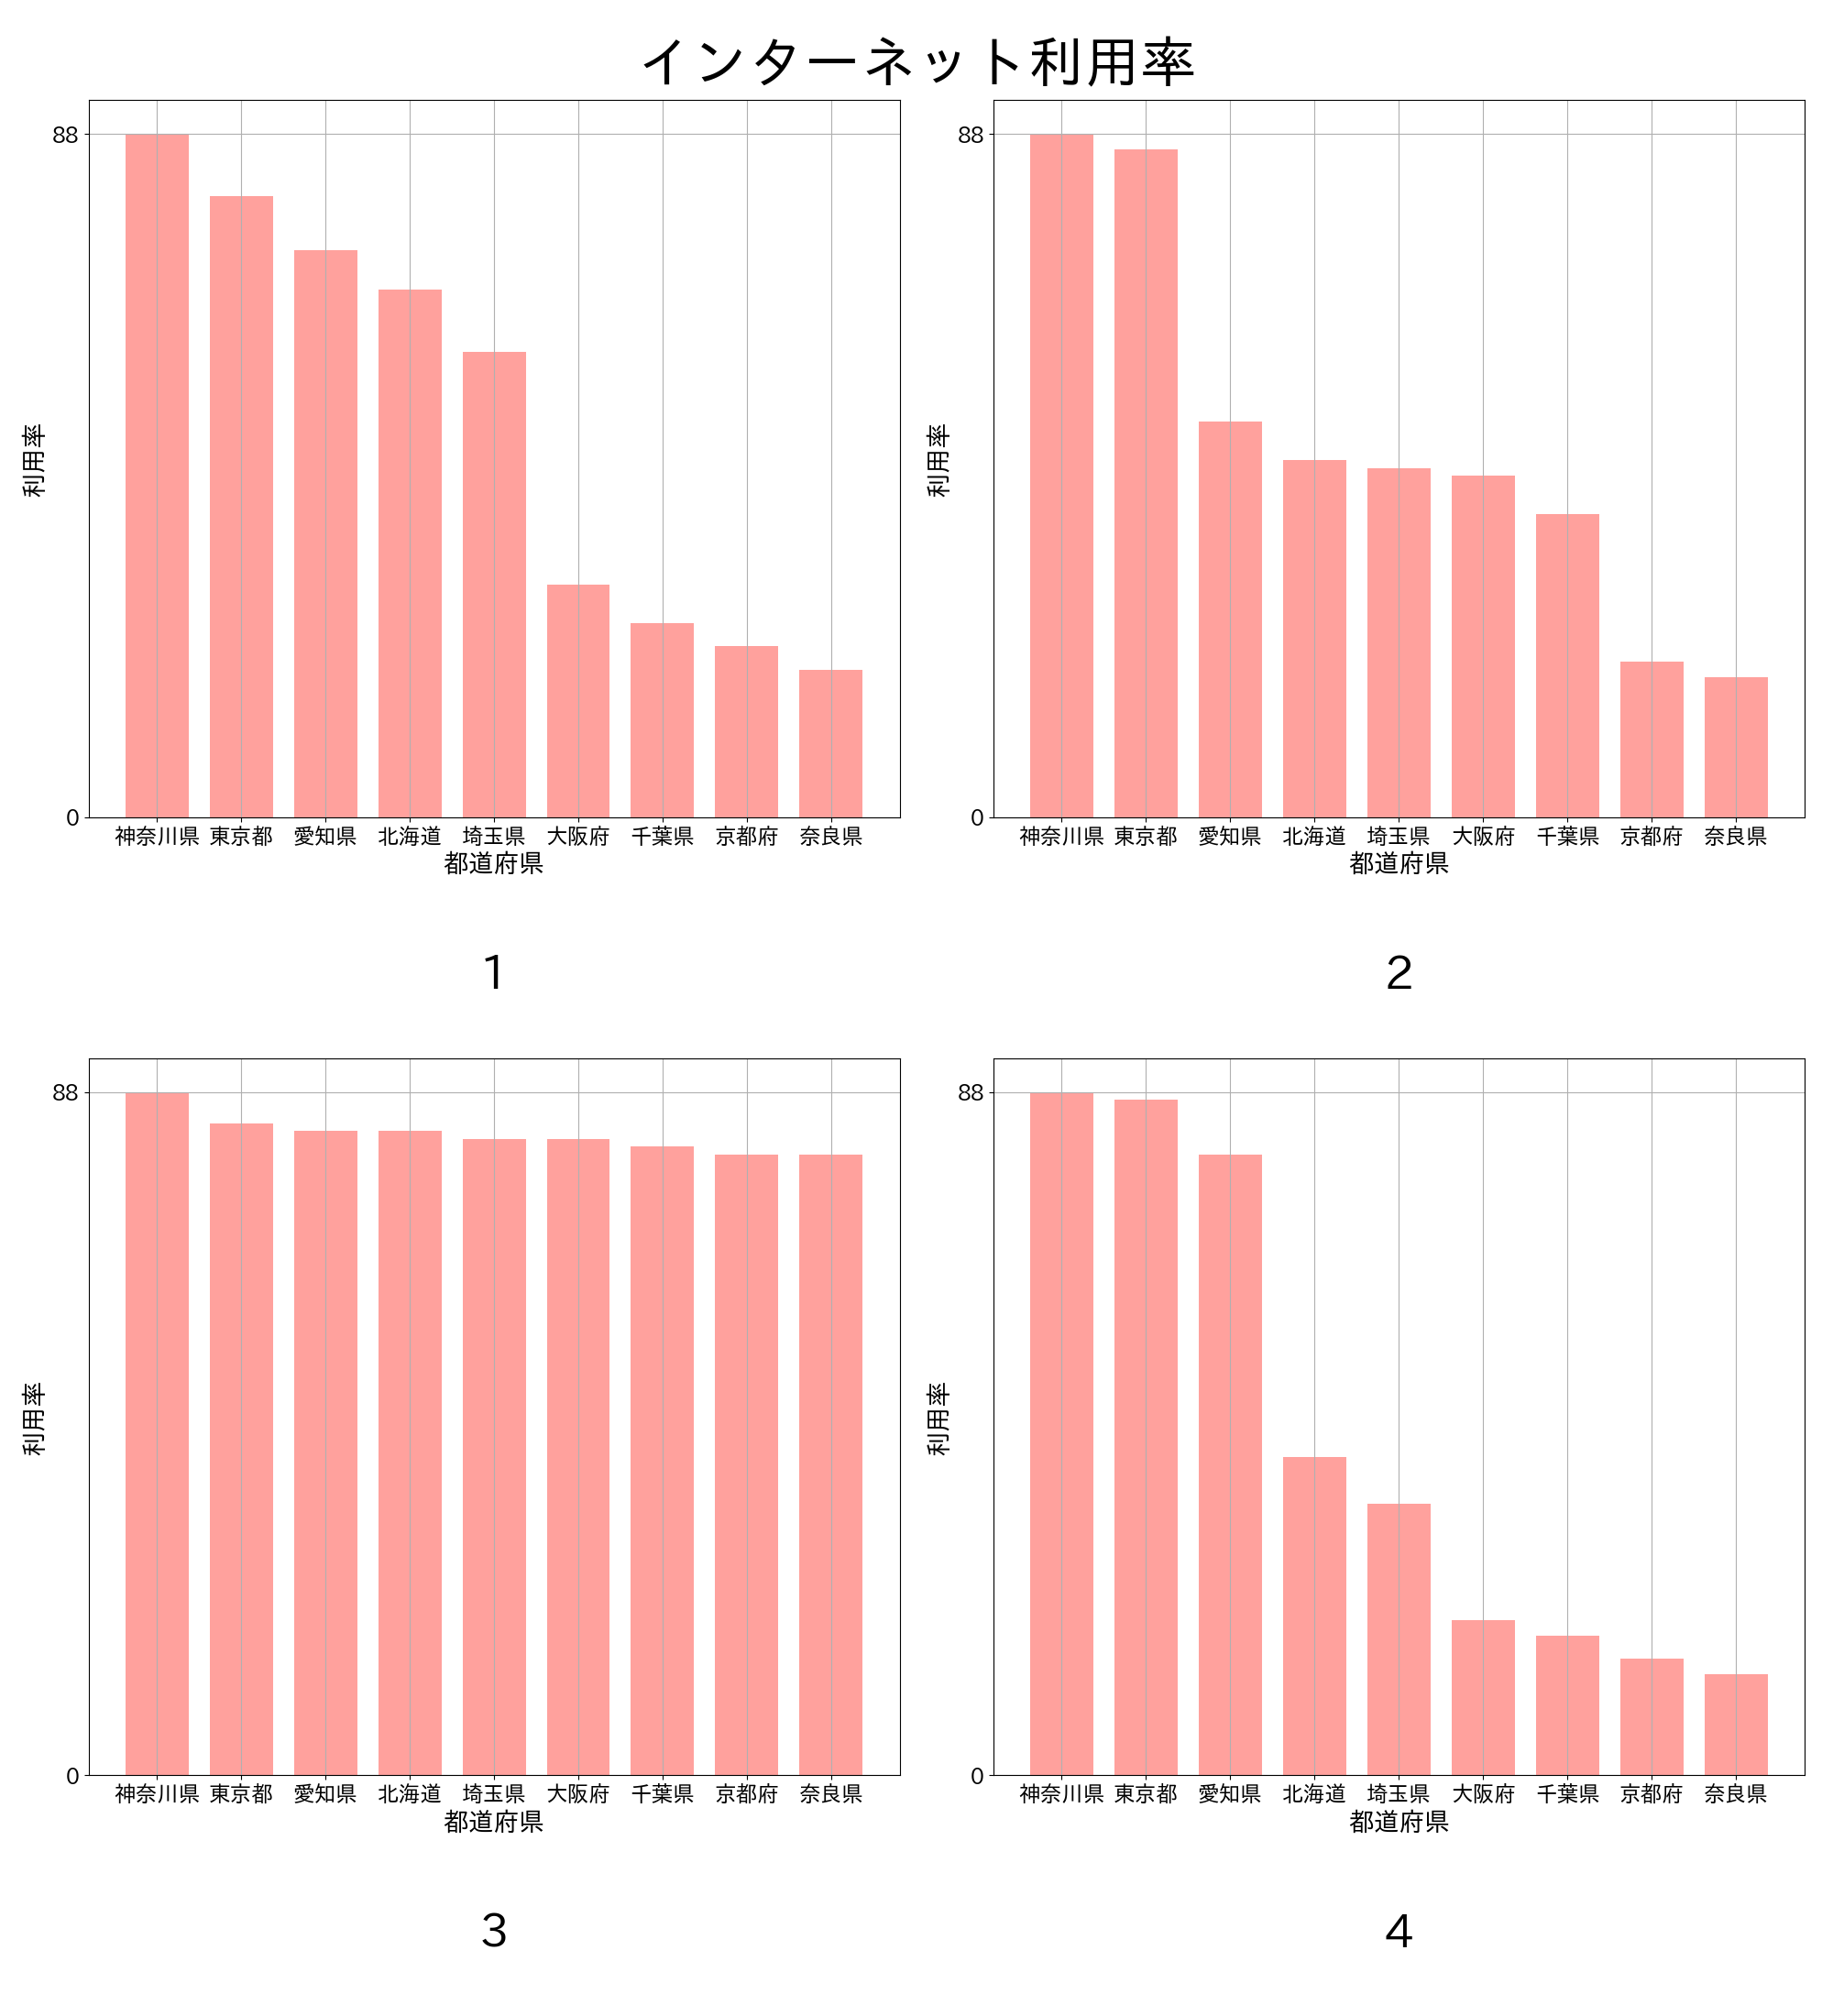 インターネット利用率
88
0
利用率
神奈川県 東京都 愛知県 北海道 埼玉県 大阪府 千葉県 京都府 奈良県
都道府県
1
88
0
利用率
神奈川県 東京都 愛知県 北海道 埼玉県 大阪府 千葉県 京都府 奈良県
都道府県
2
88
0
利用率
神奈川県 東京都 愛知県 北海道 埼玉県 大阪府 千葉県 京都府 奈良県
都道府県
3
88
0
利用率
神奈川県 東京都 愛知県 北海道 埼玉県 大阪府 千葉県 京都府 奈良県
都道府県
4